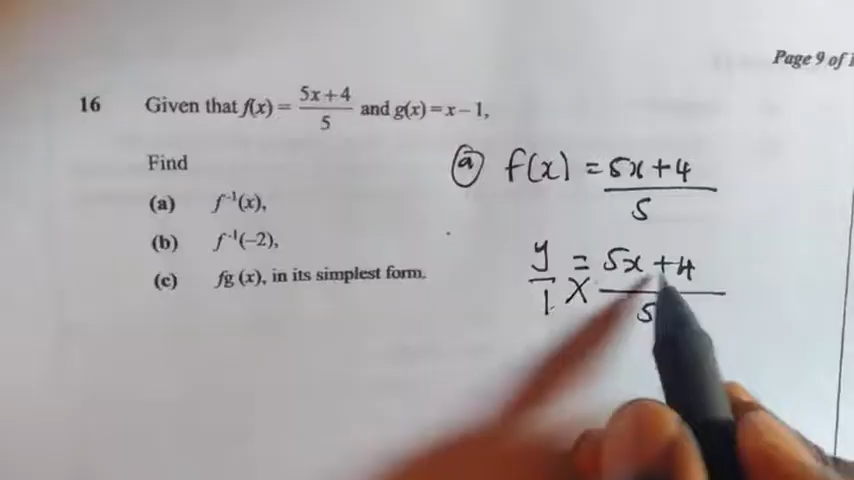 Page 9 of
16 Given that f(x) = 5x+4 / 5 and g(x) = x – 1,
Find
(a) f⁻¹(x),
(b) f⁻¹(–2),
(c) fg (x), in its simplest form.
(a) f(x) = 5x+4 / 5
y / 1 = 5x+4 / 5
X